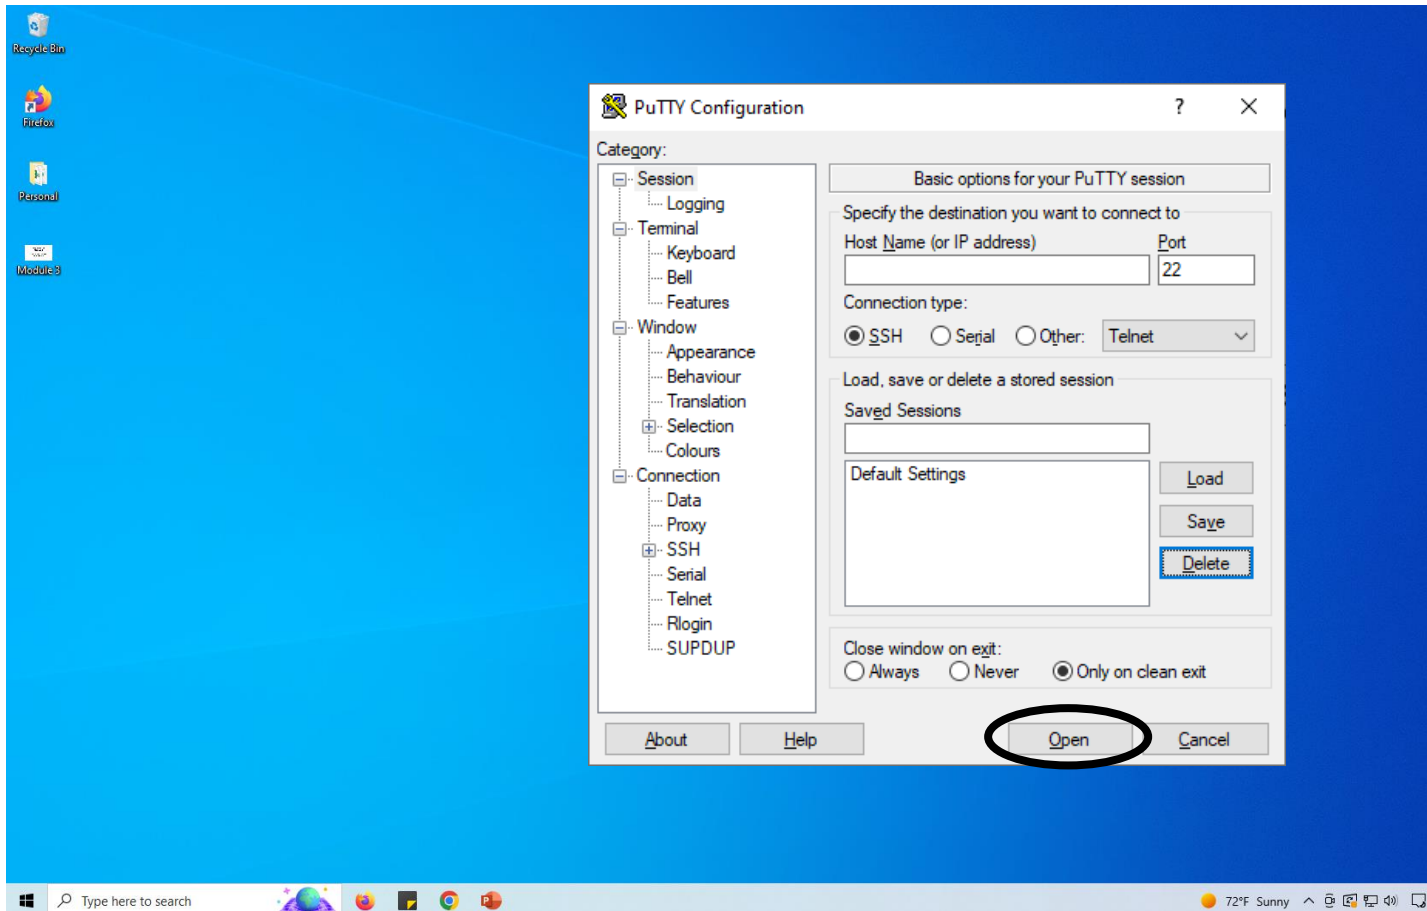 Recycle Bin
Firefox
Personal
Module 3
PuTTY Configuration
?
Category:
Session
Logging
Terminal
Keyboard
Bell
Features
Window
Appearance
Behaviour
Translation
Selection
Colours
Connection
Data
Proxy
SSH
Serial
Telnet
Rlogin
SUPDUP
Basic options for your PuTTY session
Specify the destination you want to connect to
Host Name (or IP address) Port
22
Connection type:
SSH Serial Other: Telnet
Load, save or delete a stored session
Saved Sessions
Default Settings
Load
Save
Delete
Close window on exit:
Always Never Only on clean exit
About Help Open Cancel
Type here to search
72°F Sunny